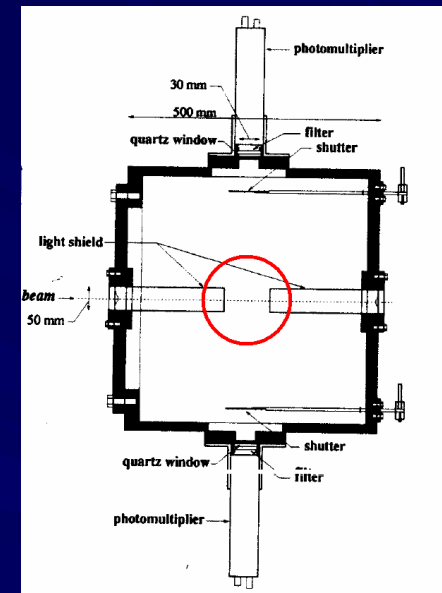 photomultiplier
30 mm
500 mm
filter
quartz window
shutter
light shield
beam
50 mm
shutter
quartz window
filter
photomultiplier